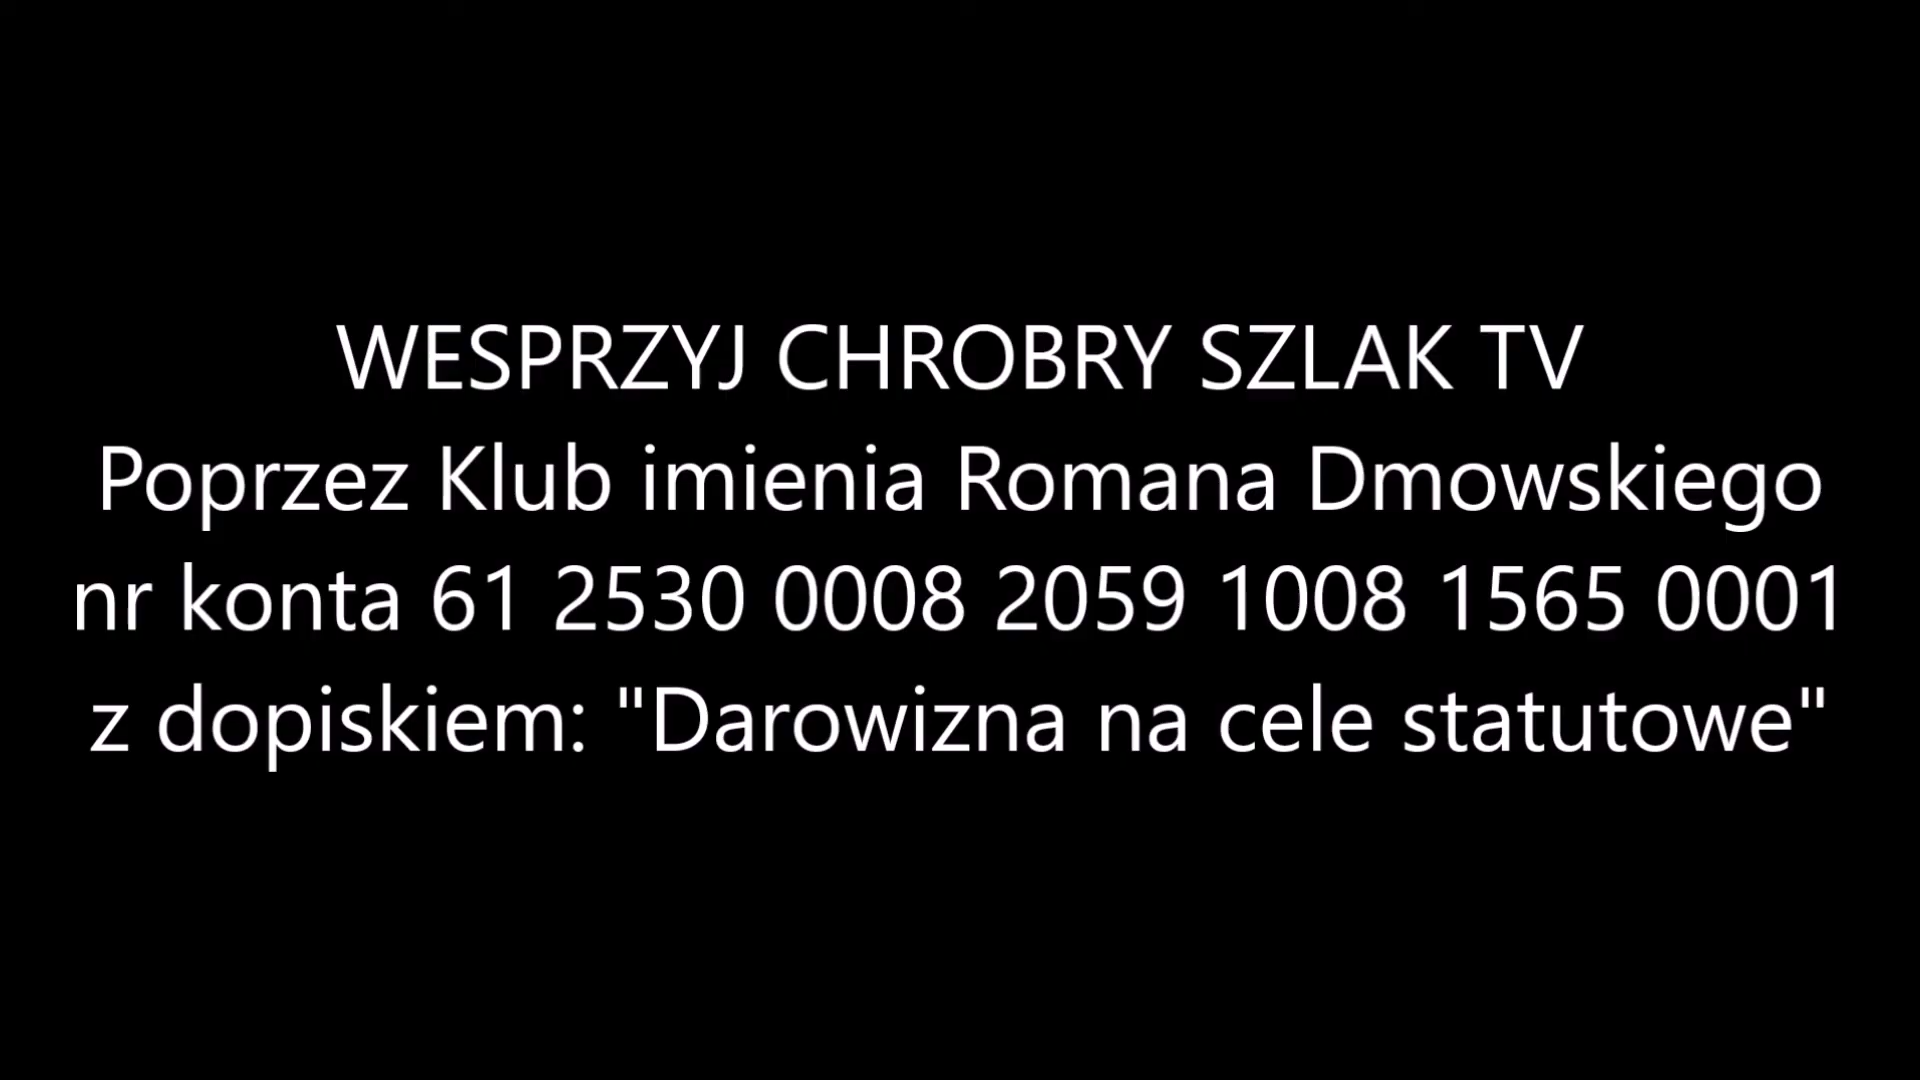 WESPRZYJ CHROBRY SZLAK TV
Poprzez Klub imienia Romana Dmowskiego
nr konta 61 2530 0008 2059 1008 1565 0001
z dopiskiem: "Darowizna na cele statutowe"